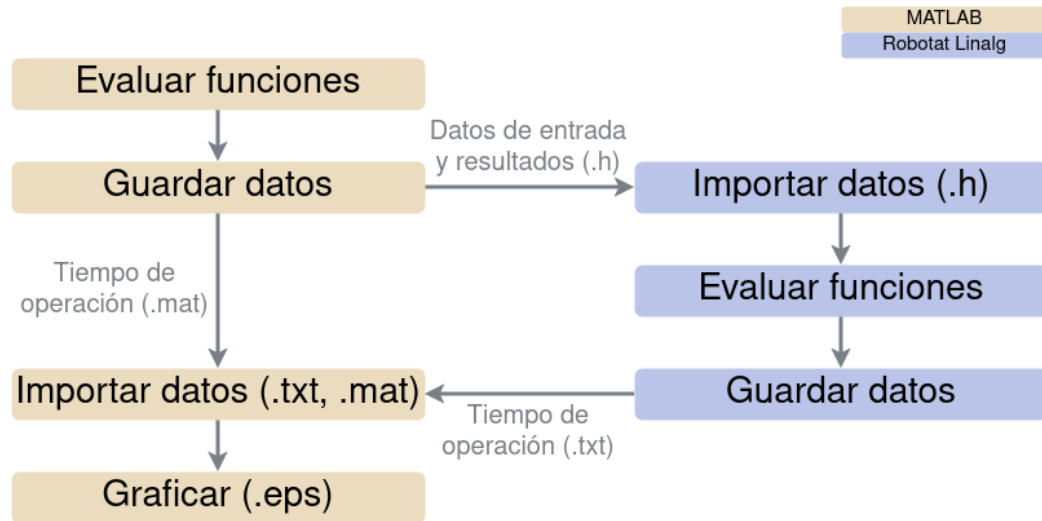 MATLAB
Robotat Linalg
Evaluar funciones
Datos de entrada
y resultados (.h)
Guardar datos
Importar datos (.h)
Tiempo de
operación (.mat)
Evaluar funciones
Importar datos (.txt, .mat)
Guardar datos
Tiempo de
operación (.txt)
Graficar (.eps)